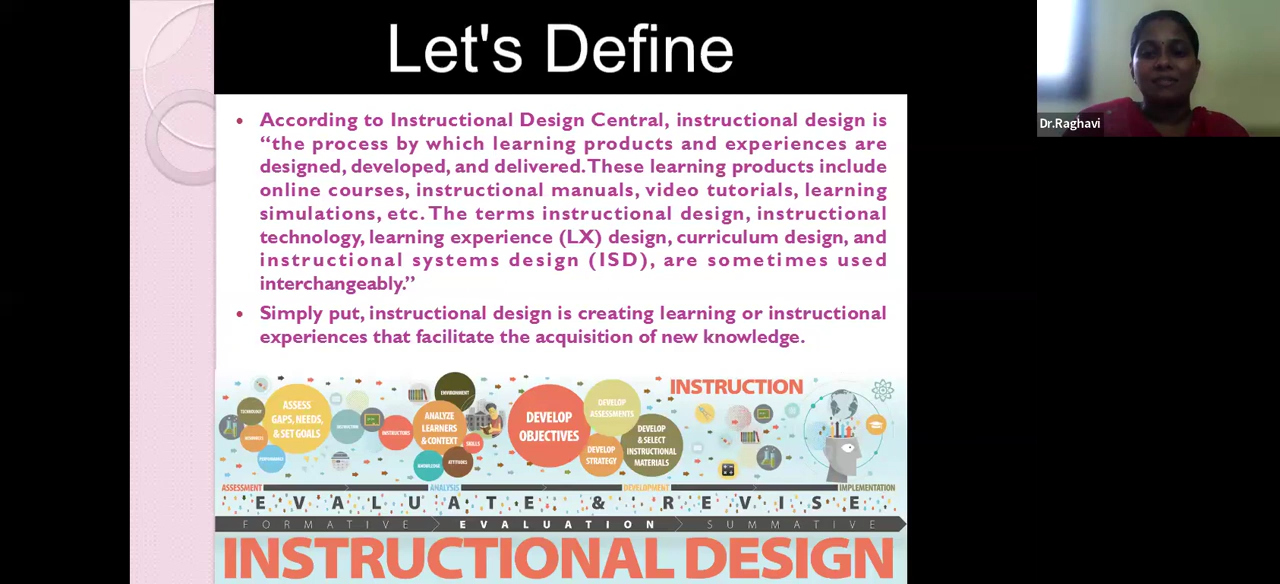 Let's Define
Dr.Raghavi
• According to Instructional Design Central, instructional design is
“the process by which learning products and experiences are
designed, developed, and delivered. These learning products include
online courses, instructional manuals, video tutorials, learning
simulations, etc. The terms instructional design, instructional
technology, learning experience (LX) design, curriculum design, and
instructional systems design (ISD), are sometimes used
interchangeably.”
• Simply put, instructional design is creating learning or instructional
experiences that facilitate the acquisition of new knowledge.
ASSESS
GAPS, NEEDS,
& SET GOALS
INSTRUCTORS
ENVIRONMENT
ANALYZE
LEARNERS
& CONTEXT
SKILLS
KNOWLEDGE
ATTITUDES
DEVELOP
OBJECTIVES
DEVELOP
ASSESSMENTS
DEVELOP
STRATEGY
DEVELOP
& SELECT
INSTRUCTIONAL
MATERIALS
INSTRUCTION
ASSESSMENT
ANALYSIS
DEVELOPMENT
IMPLEMENTATION
EVALUATE & REVISE
FORMATIVE EVALUATION SUMMATIVE
INSTRUCTIONAL DESIGN